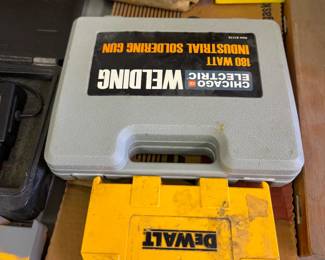 CHICAGO
ELECTRIC
WELDING
180 WATT
INDUSTRIAL SOLDERING GUN
DEWALT